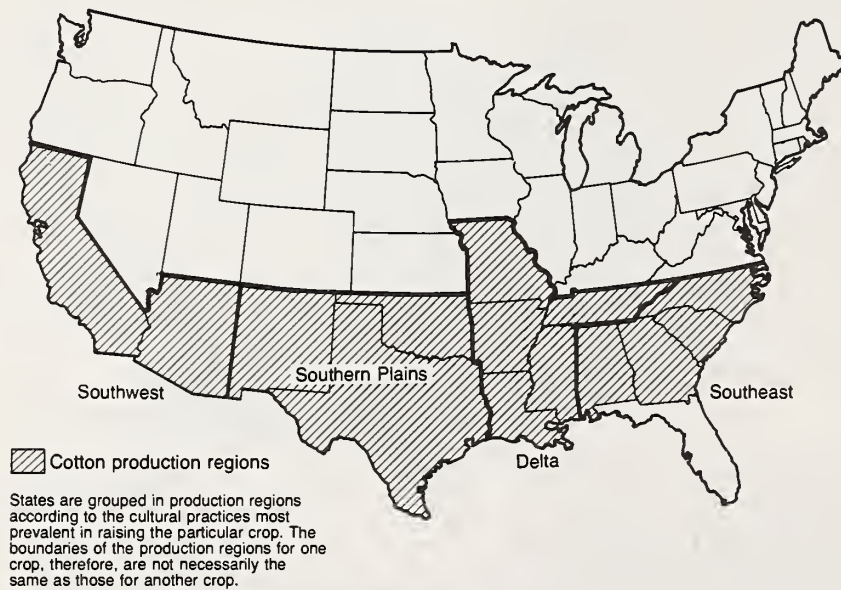 Southern Plains
Southwest
Southeast
Delta
Cotton production regions
States are grouped in production regions
according to the cultural practices most
prevalent in raising the particular crop. The
boundaries of the production regions for one
crop, therefore, are not necessarily the
same as those for another crop.